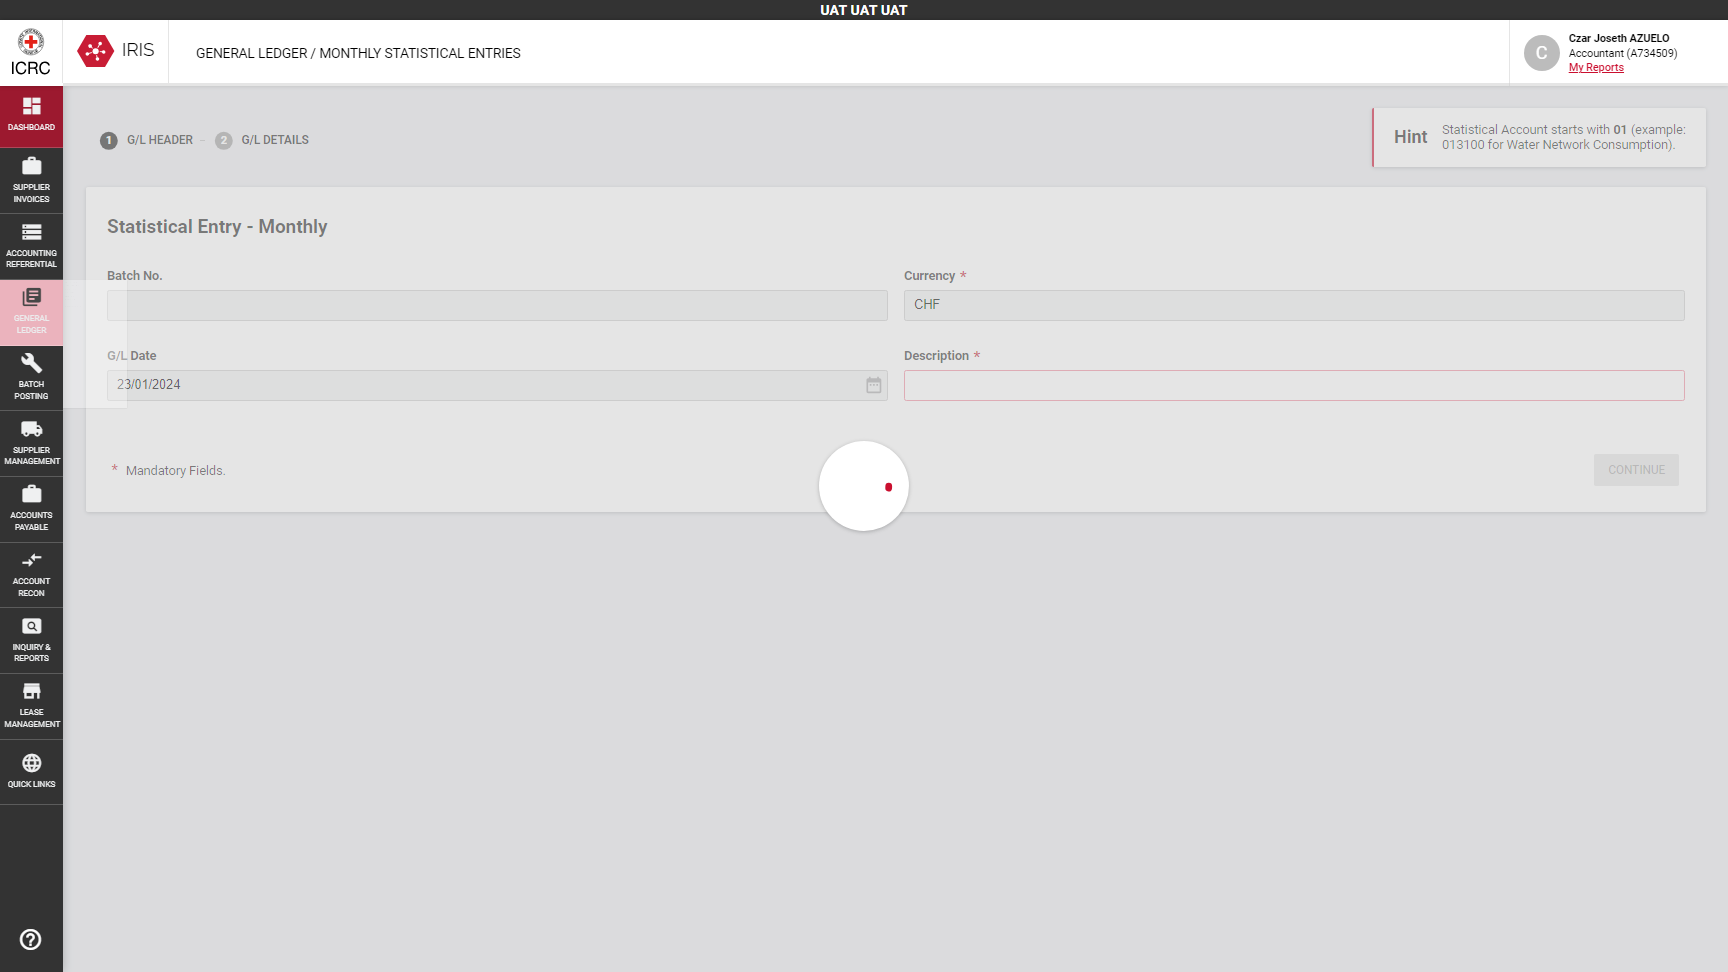 UAT UAT UAT
ICRC
IRIS
GENERAL LEDGER / MONTHLY STATISTICAL ENTRIES
C
Czar Joseth AZUELO
Accountant (A734509)
My Reports
DASHBOARD
SUPPLIER
INVOICES
ACCOUNTING
REFERENTIAL
GENERAL
LEDGER
BATCH
POSTING
SUPPLIER
MANAGEMENT
ACCOUNTS
PAYABLE
ACCOUNT
RECON
INQUIRY &
REPORTS
LEASE
MANAGEMENT
QUICK LINKS
1 G/L HEADER - 2 G/L DETAILS
Hint
Statistical Account starts with 01 (example:
013100 for Water Network Consumption).
Statistical Entry - Monthly
Batch No.
Currency *
CHF
G/L Date
23/01/2024
Description *
* Mandatory Fields.
CONTINUE